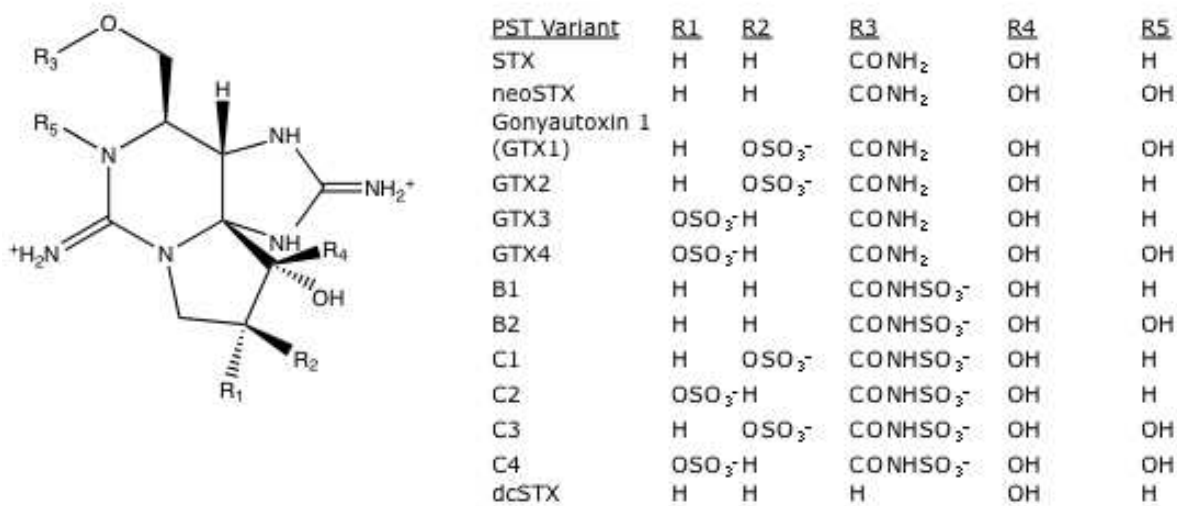 O
R₃
H
R₅
N
NH
NH₂⁺
⁺H₂N
N
NH
R₄
OH
R₂
R₁
PST Variant R1 R2 R3 R4 R5
STX H H CONH₂ OH H
neoSTX H H CONH₂ OH OH
Gonyautoxin 1
(GTX1) H OSO₃⁻ CONH₂ OH OH
GTX2 H OSO₃⁻ CONH₂ OH H
GTX3 OSO₃⁻ H CONH₂ OH H
GTX4 OSO₃⁻ H CONH₂ OH OH
B1 H H CONHSO₃⁻ OH H
B2 H H CONHSO₃⁻ OH OH
C1 H OSO₃⁻ CONHSO₃⁻ OH H
C2 OSO₃⁻ H CONHSO₃⁻ OH H
C3 H OSO₃⁻ CONHSO₃⁻ OH OH
C4 OSO₃⁻ H CONHSO₃⁻ OH OH
dcSTX H H H OH H